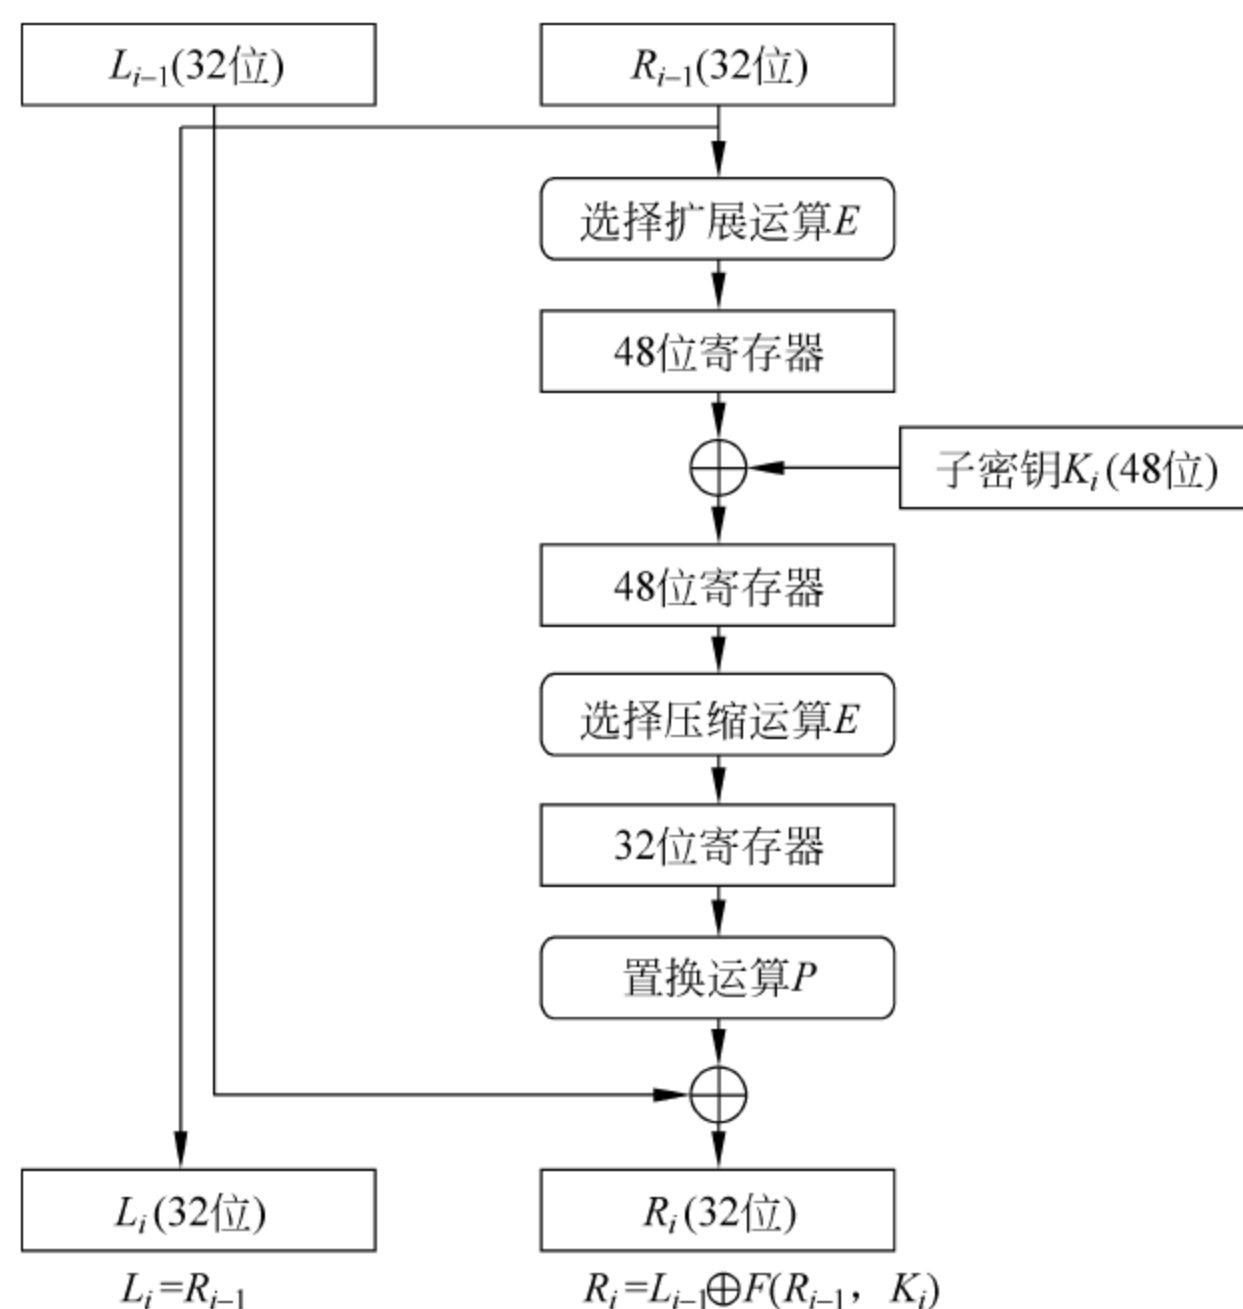 Lᵢ₋₁(32位)
Rᵢ₋₁(32位)
选择扩展运算E
48位寄存器
子密钥Kᵢ(48位)
48位寄存器
选择压缩运算E
32位寄存器
置换运算P
Lᵢ(32位)
Rᵢ(32位)
Lᵢ=Rᵢ₋₁
Rᵢ=Lᵢ₋₁⊕F(Rᵢ₋₁，Kᵢ)